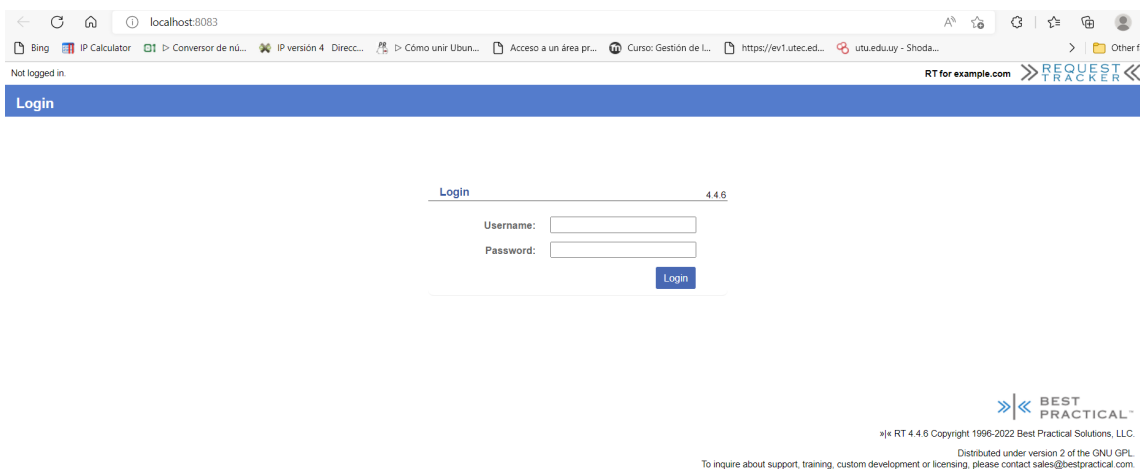 localhost:8083
Bing IP Calculator ▷ Conversor de nú... IP versión 4 Direcc... ▷ Cómo unir Ubun... Acceso a un área pr... Curso: Gestión de l... https://ev1.utec.ed... utu.edu.uy - Shoda... Other f
Not logged in.
RT for example.com
REQUEST TRACKER
Login
Login 4.4.6
Username:
Password:
Login
BEST
PRACTICAL™
»|« RT 4.4.6 Copyright 1996-2022 Best Practical Solutions, LLC.
Distributed under version 2 of the GNU GPL.
To inquire about support, training, custom development or licensing, please contact sales@bestpractical.com.